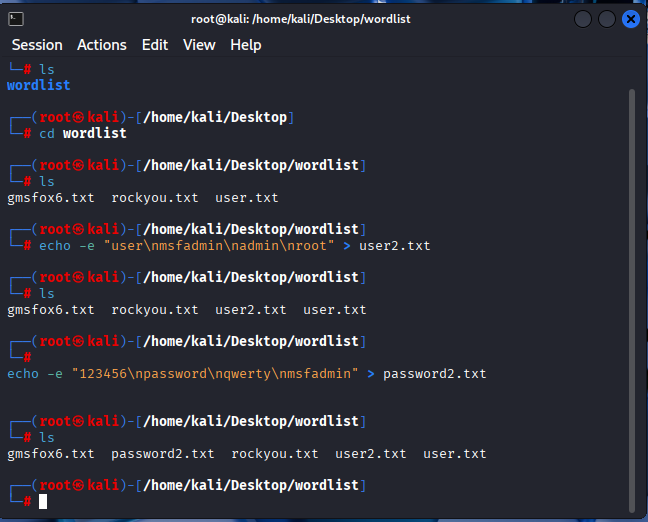 root@kali: /home/kali/Desktop/wordlist
Session Actions Edit View Help
└─# ls
wordlist
┌──(root㉿kali)-[/home/kali/Desktop]
└─# cd wordlist
┌──(root㉿kali)-[/home/kali/Desktop/wordlist]
└─# ls
gmsfox6.txt rockyou.txt user.txt
┌──(root㉿kali)-[/home/kali/Desktop/wordlist]
└─# echo -e "user\nmsfadmin\nadmin\nroot" > user2.txt
┌──(root㉿kali)-[/home/kali/Desktop/wordlist]
└─# ls
gmsfox6.txt rockyou.txt user2.txt user.txt
┌──(root㉿kali)-[/home/kali/Desktop/wordlist]
└─#
echo -e "123456\npassword\nqwerty\nmsfadmin" > password2.txt
┌──(root㉿kali)-[/home/kali/Desktop/wordlist]
└─# ls
gmsfox6.txt password2.txt rockyou.txt user2.txt user.txt
┌──(root㉿kali)-[/home/kali/Desktop/wordlist]
└─#